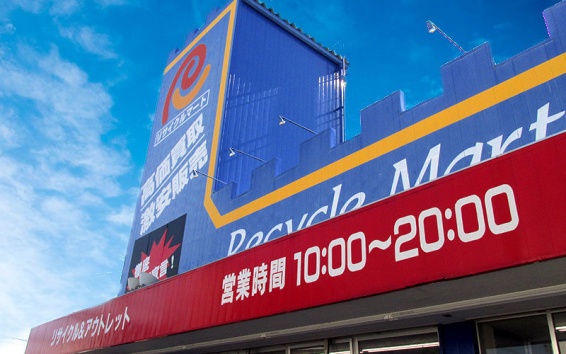 リサイクルマート
高価買取
激安販売
Recycle Mart
営業時間 10:00～20:00
リサイクル&アウトレット